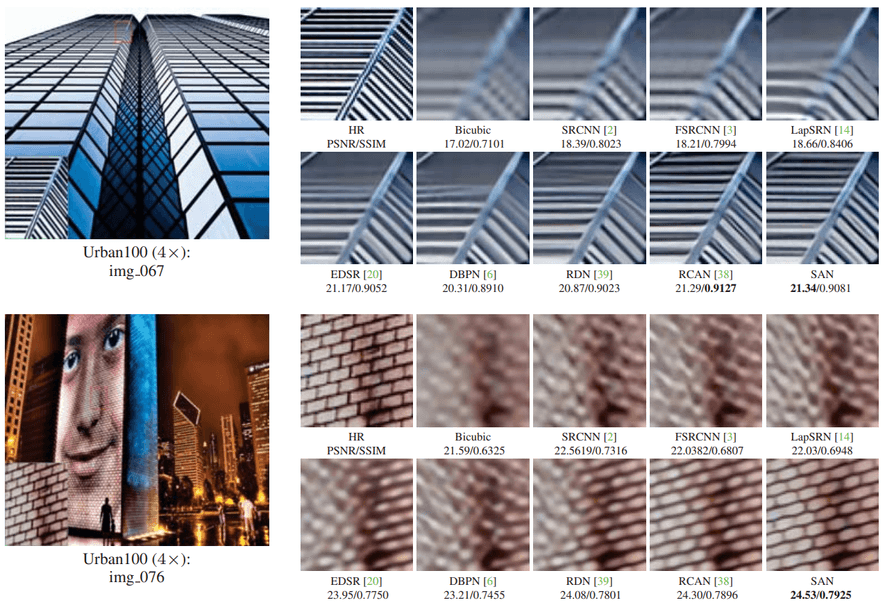 HR
PSNR/SSIM
Bicubic
17.02/0.7101
SRCNN [2]
18.39/0.8023
FSRCNN [3]
18.21/0.7994
LapSRN [14]
18.66/0.8406
EDSR [20]
21.17/0.9052
DBPN [6]
20.31/0.8910
RDN [39]
20.87/0.9023
RCAN [38]
21.29/0.9127
SAN
21.34/0.9081
Urban100 (4×):
img_067
HR
PSNR/SSIM
Bicubic
21.59/0.6325
SRCNN [2]
22.5619/0.7316
FSRCNN [3]
22.0382/0.6807
LapSRN [14]
22.03/0.6948
EDSR [20]
23.95/0.7750
DBPN [6]
23.21/0.7455
RDN [39]
24.08/0.7801
RCAN [38]
24.30/0.7896
SAN
24.53/0.7925
Urban100 (4×):
img_076